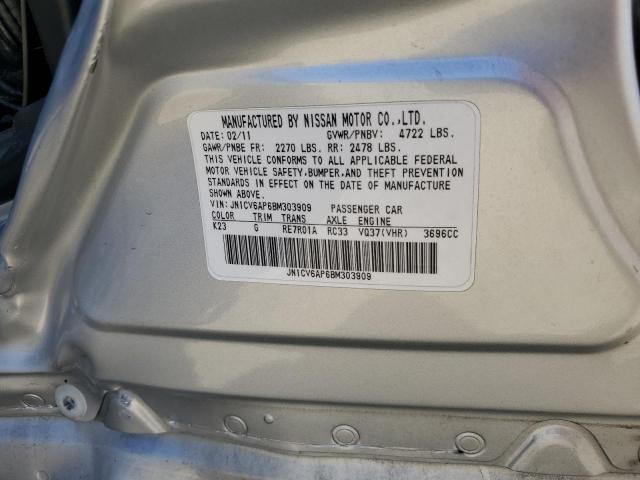 MANUFACTURED BY NISSAN MOTOR CO.,LTD.
DATE: 02/11 GVWR/PNBV: 4722 LBS.
GAWR/PNBE FR: 2270 LBS. RR: 2478 LBS.
THIS VEHICLE CONFORMS TO ALL APPLICABLE FEDERAL
MOTOR VEHICLE SAFETY,BUMPER,AND THEFT PREVENTION
STANDARDS IN EFFECT ON THE DATE OF MANUFACTURE
SHOWN ABOVE.
VIN: JN1CV6AP6BM303909 PASSENGER CAR
COLOR TRIM TRANS AXLE ENGINE
K23 G RE7R01A RC33 VQ37(VHR) 3696CC
JN1CV6AP6BM303909